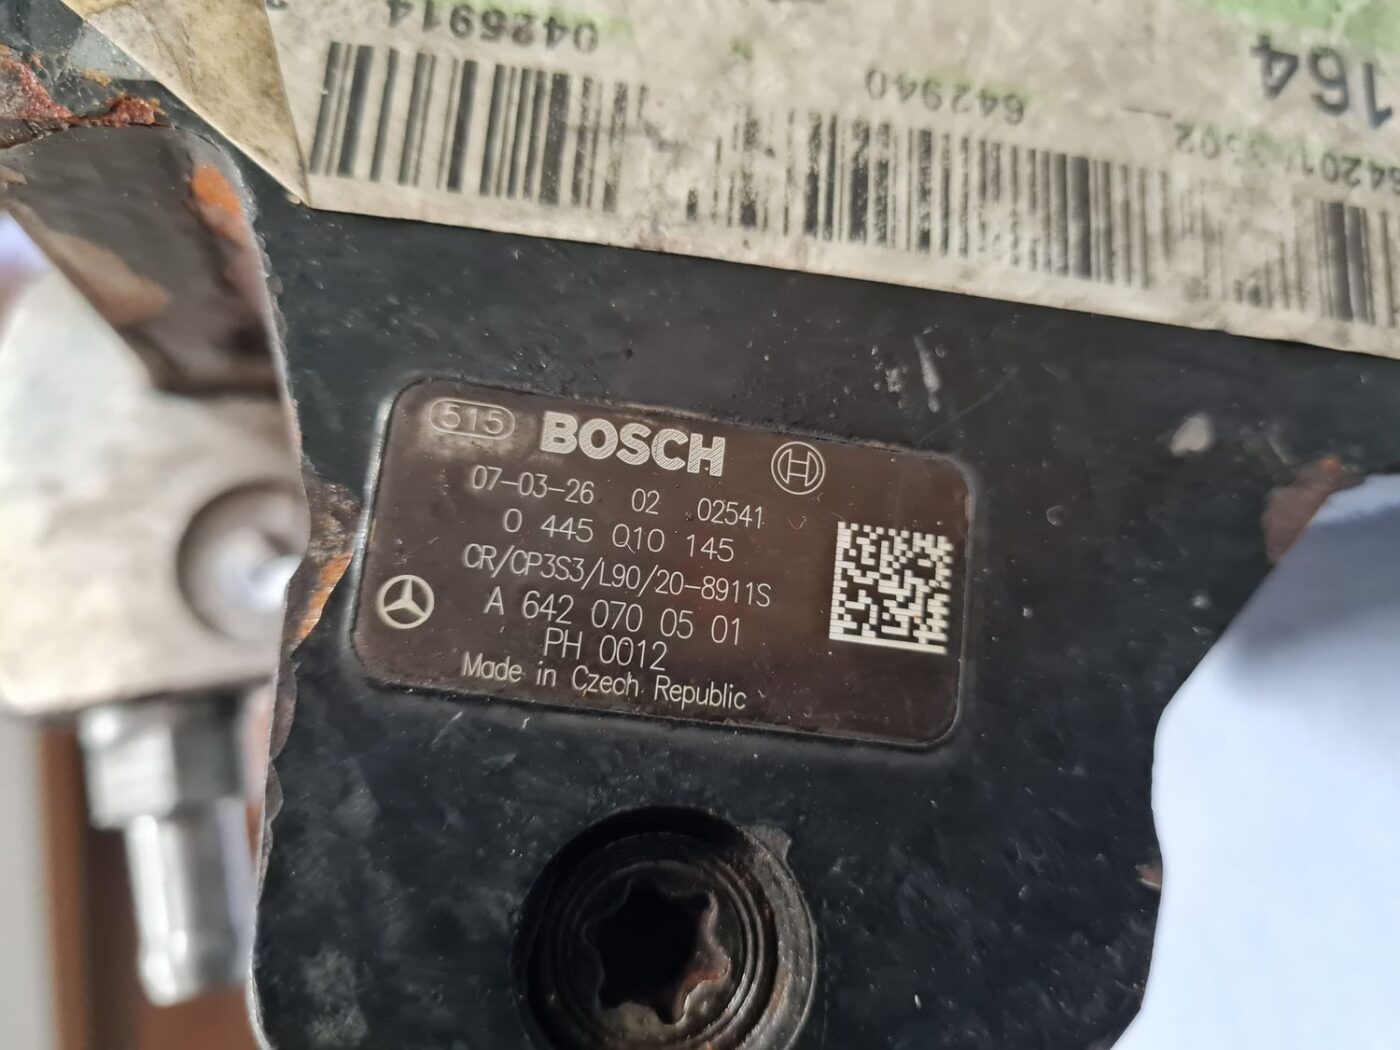 0425914
642940
164
515 BOSCH
07-03-26 02 02541
0 445 010 145
CR/CP3S3/L90/20-8911S
A 642 070 05 01
PH 0012
Made in Czech Republic